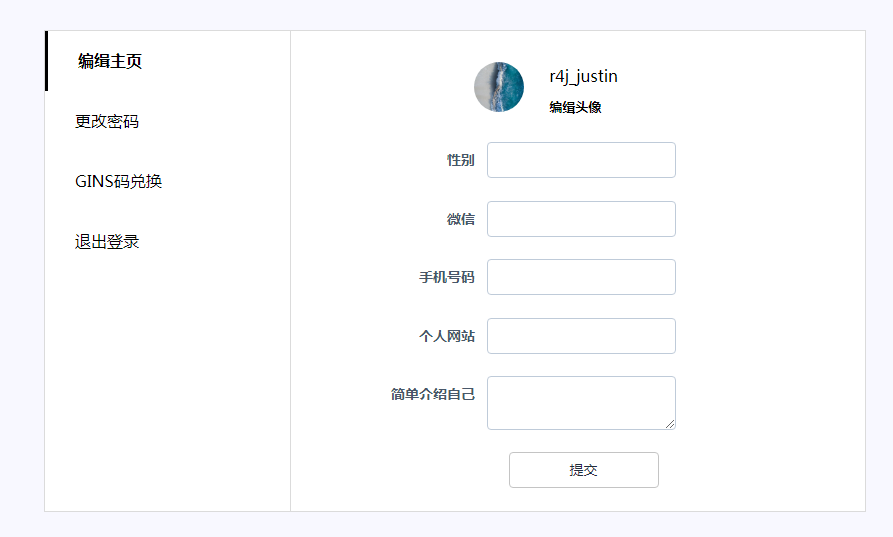 编辑主页
更改密码
GINS码兑换
退出登录
r4j_justin
编辑头像
性别
微信
手机号码
个人网站
简单介绍自己
提交